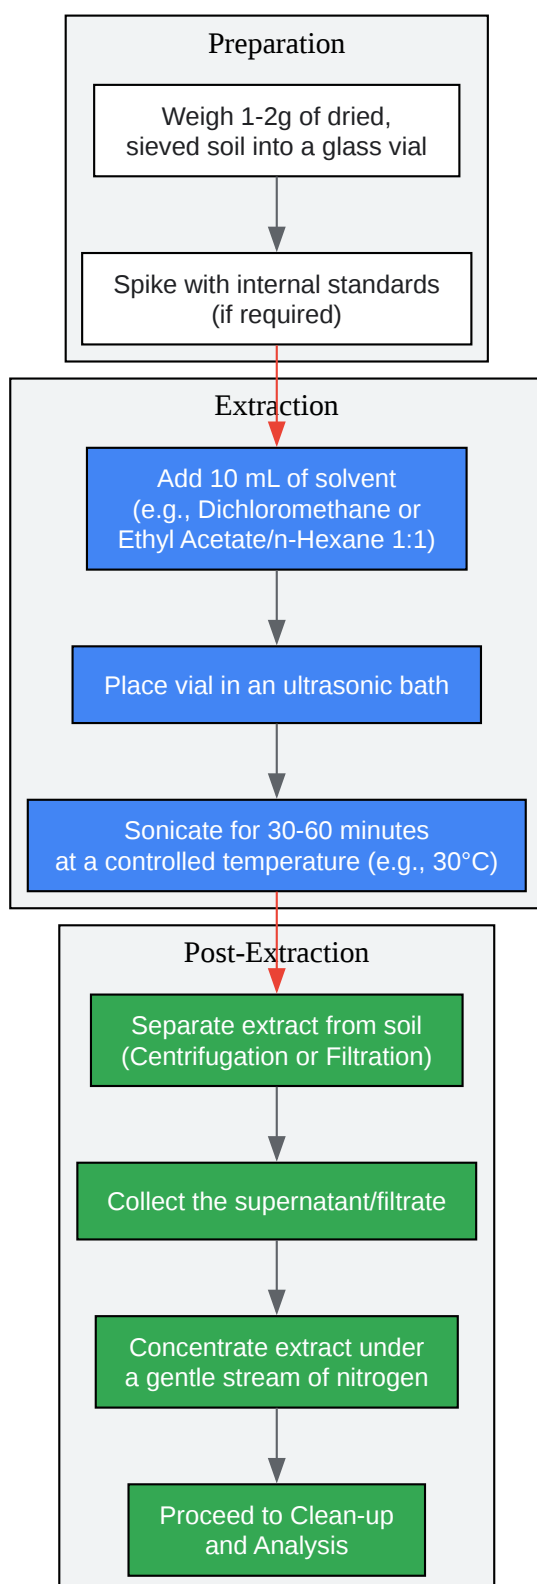 Preparation
Weigh 1-2g of dried,
sieved soil into a glass vial
Spike with internal standards
(if required)
Extraction
Add 10 mL of solvent
(e.g., Dichloromethane or
Ethyl Acetate/n-Hexane 1:1)
Place vial in an ultrasonic bath
Sonicate for 30-60 minutes
at a controlled temperature (e.g., 30°C)
Post-Extraction
Separate extract from soil
(Centrifugation or Filtration)
Collect the supernatant/filtrate
Concentrate extract under
a gentle stream of nitrogen
Proceed to Clean-up
and Analysis